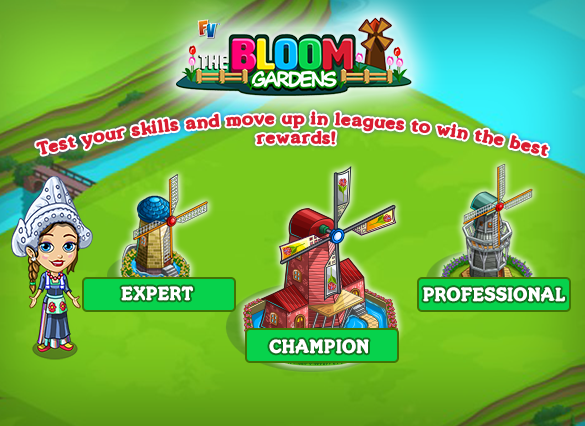 FV
THE BLOOM
GARDENS
Test your skills and move up in leagues to win the best
rewards!
EXPERT
PROFESSIONAL
CHAMPION